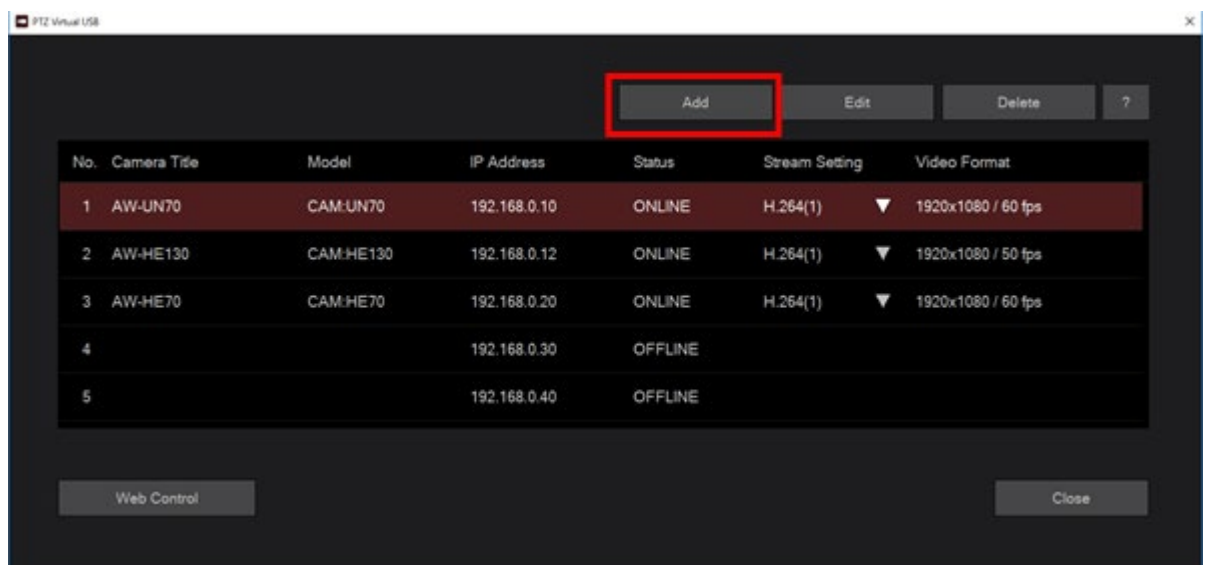 PTZ Virtual USB
Add Edit Delete ?
No. Camera Title Model IP Address Status Stream Setting Video Format
1 AW-UN70 CAM:UN70 192.168.0.10 ONLINE H.264(1) ▼ 1920x1080 / 60 fps
2 AW-HE130 CAM:HE130 192.168.0.12 ONLINE H.264(1) ▼ 1920x1080 / 50 fps
3 AW-HE70 CAM:HE70 192.168.0.20 ONLINE H.264(1) ▼ 1920x1080 / 60 fps
4 192.168.0.30 OFFLINE
5 192.168.0.40 OFFLINE
Web Control Close